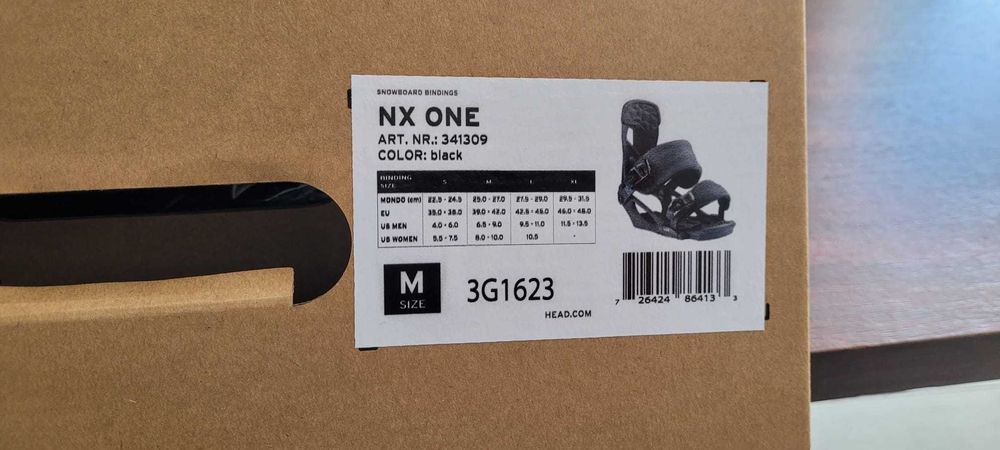 SNOWBOARD BINDINGS
NX ONE
ART. NR.: 341309
COLOR: black
BINDING SIZE S M L XL
MONDO (cm) 22.5 - 24.5 25.0 - 27.0 27.5 - 29.0 29.5 - 31.5
EU 35.0 - 38.0 39.0 - 42.0 42.5 - 45.0 46.0 - 48.0
US MEN 4.0 - 6.0 6.5 - 9.0 9.5 - 11.0 11.5 - 13.5
US WOMEN 5.5 - 7.5 8.0 - 10.0 10.5 -
M
SIZE
3G1623
7 26424 86413 3
HEAD.COM